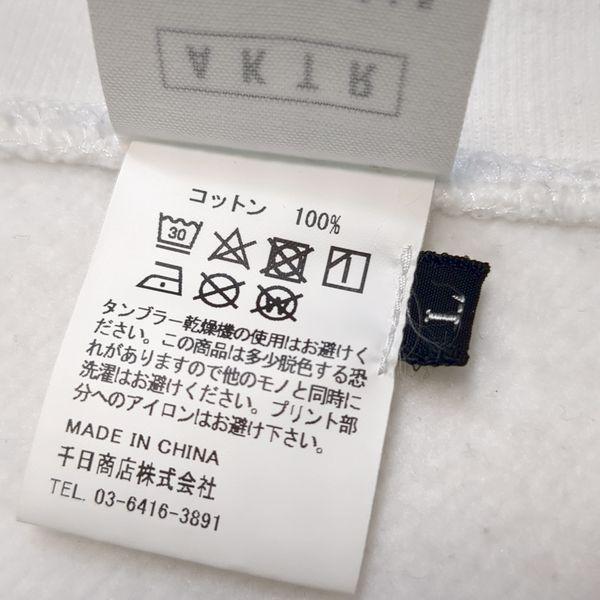 AKTR
コットン 100%
30
タンブラー乾燥機の使用はお避けく
ださい。この商品は多少脱色する恐
れがありますので他のモノと同時に
洗濯はお避けください。プリント部
分へのアイロンはお避け下さい。
MADE IN CHINA
千日商店株式会社
TEL. 03-6416-3891
L